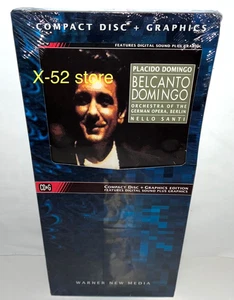 COMPACT DISC + GRAPHICS
FEATURES DIGITAL SOUND PLUS GRAPHICS
X-52 store
PLACIDO DOMINGO
BELCANTO
DOMINGO
ORCHESTRA OF THE
GERMAN OPERA, BERLIN
NELLO SANTI
CD+G
COMPACT DISC + GRAPHICS EDITION
FEATURES DIGITAL SOUND PLUS GRAPHICS
WARNER NEW MEDIA